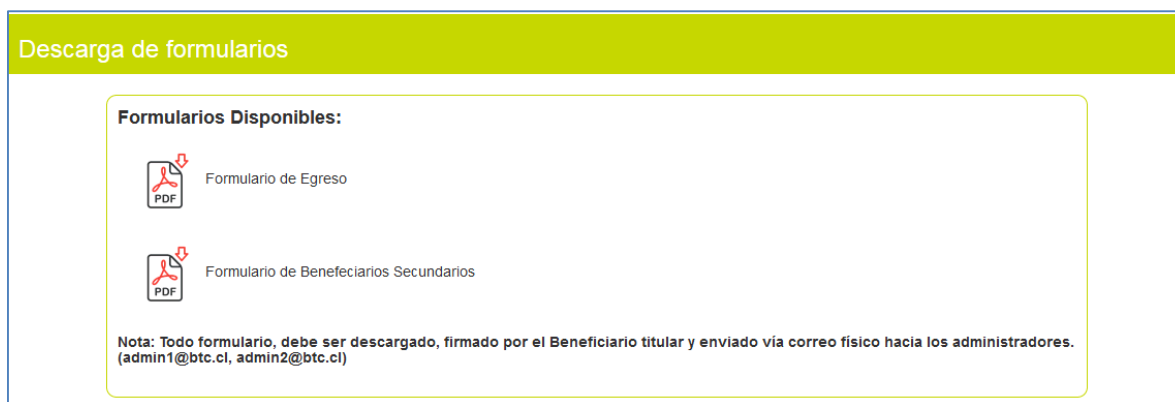 Descarga de formularios
Formularios Disponibles:
PDF
Formulario de Egreso
PDF
Formulario de Benefeciarios Secundarios
Nota: Todo formulario, debe ser descargado, firmado por el Beneficiario titular y enviado vía correo físico hacia los administradores.
(admin1@btc.cl, admin2@btc.cl)